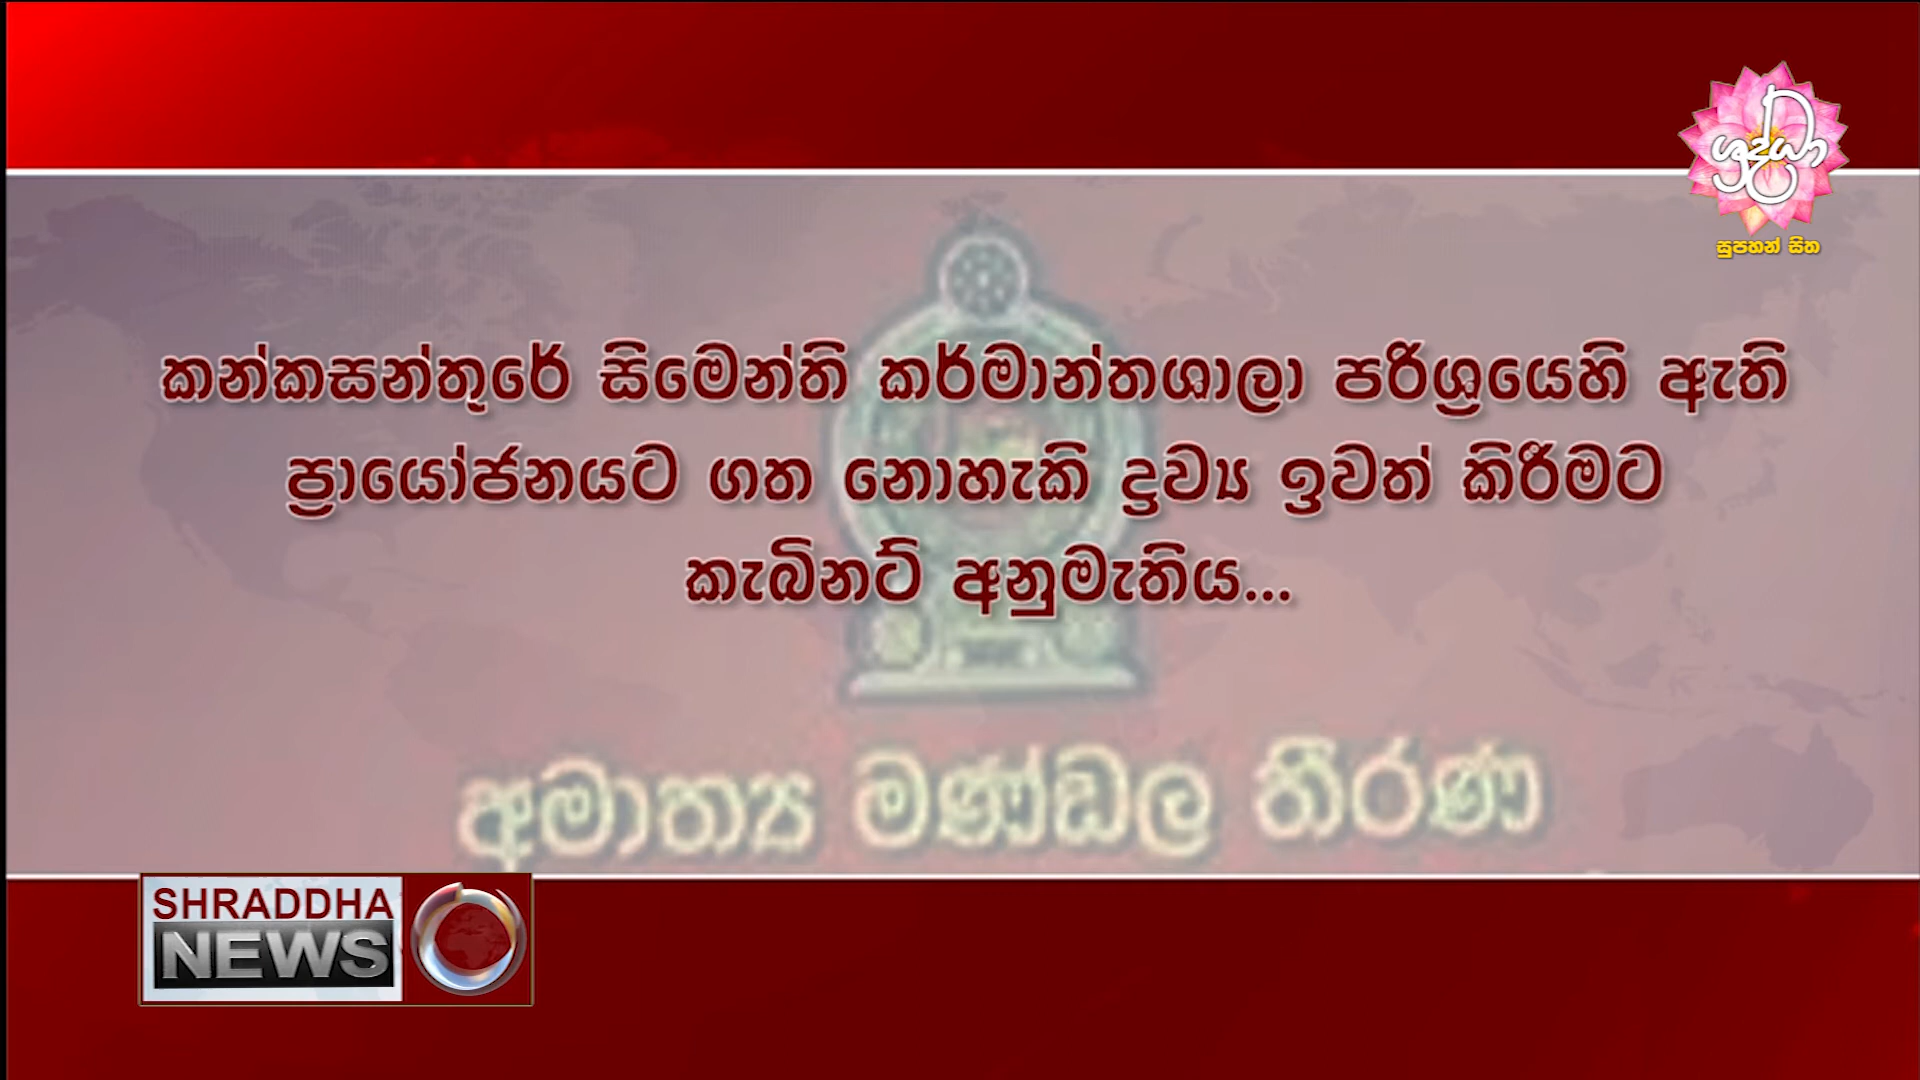 ශ්‍රද්ධා
සුපහන් සිත
කන්කසන්තුරේ සිමෙන්ති කර්මාන්තශාලා පරිශ්‍රයෙහි ඇති
ප්‍රායෝජනයට ගත නොහැකි ද්‍රව්‍ය ඉවත් කිරීමට
කැබිනට් අනුමැතිය...
අමාත්‍ය මණ්ඩල තීරණ
SHRADDHA
NEWS